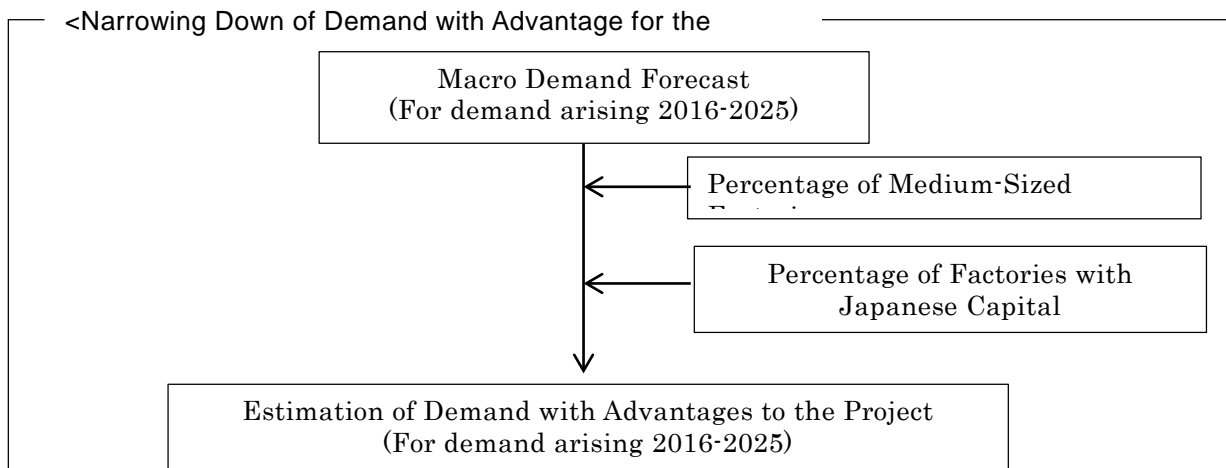 <Narrowing Down of Demand with Advantage for the
Macro Demand Forecast
(For demand arising 2016-2025)
Percentage of Medium-Sized
Percentage of Factories with
Japanese Capital
Estimation of Demand with Advantages to the Project
(For demand arising 2016-2025)